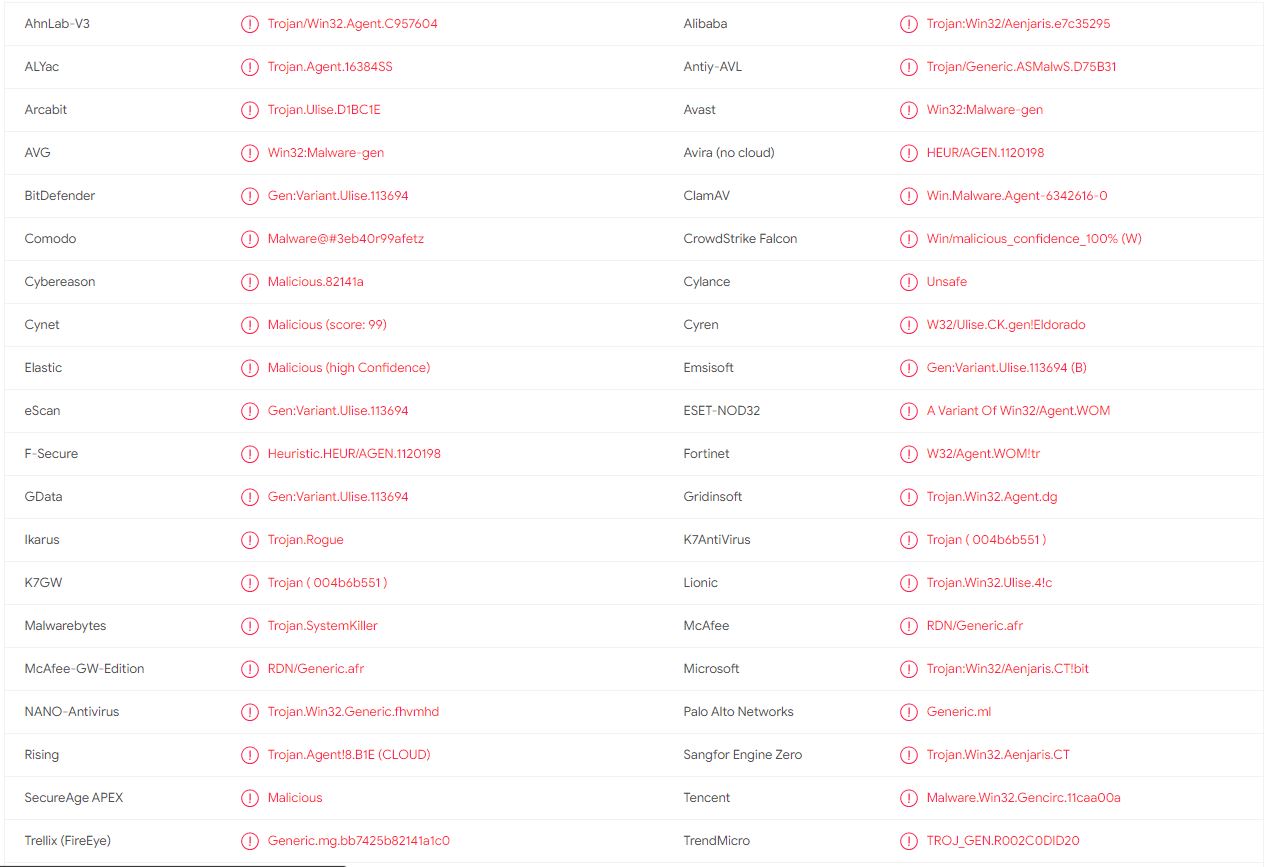 AhnLab-V3 Trojan/Win32.Agent.C957604 Alibaba Trojan:Win32/Aenjaris.e7c35295
ALYac Trojan.Agent.16384SS Antiy-AVL Trojan/Generic.ASMalwS.D75B31
Arcabit Trojan.Ulise.D1BC1E Avast Win32:Malware-gen
AVG Win32:Malware-gen Avira (no cloud) HEUR/AGEN.1120198
BitDefender Gen:Variant.Ulise.113694 ClamAV Win.Malware.Agent-6342616-0
Comodo Malware@#3eb40r99afetz CrowdStrike Falcon Win/malicious_confidence_100% (W)
Cybereason Malicious.82141a Cylance Unsafe
Cynet Malicious (score: 99) Cyren W32/Ulise.CK.gen!Eldorado
Elastic Malicious (high Confidence) Emsisoft Gen:Variant.Ulise.113694 (B)
eScan Gen:Variant.Ulise.113694 ESET-NOD32 A Variant Of Win32/Agent.WOM
F-Secure Heuristic.HEUR/AGEN.1120198 Fortinet W32/Agent.WOM!tr
GData Gen:Variant.Ulise.113694 Gridinsoft Trojan.Win32.Agent.dg
Ikarus Trojan.Rogue K7AntiVirus Trojan ( 004b6b551 )
K7GW Trojan ( 004b6b551 ) Lionic Trojan.Win32.Ulise.4!c
Malwarebytes Trojan.SystemKiller McAfee RDN/Generic.afr
McAfee-GW-Edition RDN/Generic.afr Microsoft Trojan:Win32/Aenjaris.CT!bit
NANO-Antivirus Trojan.Win32.Generic.fhvmhd Palo Alto Networks Generic.ml
Rising Trojan.Agent!8.B1E (CLOUD) Sangfor Engine Zero Trojan.Win32.Aenjaris.CT
SecureAge APEX Malicious Tencent Malware.Win32.Gencirc.11caa00a
Trellix (FireEye) Generic.mg.bb7425b82141a1c0 TrendMicro TROJ_GEN.R002C0DID20